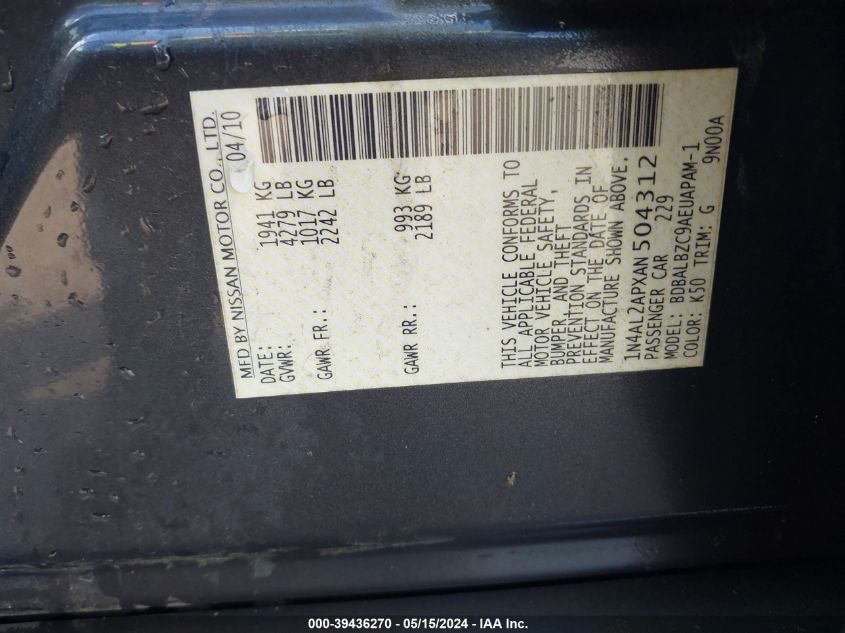 MFD BY NISSAN MOTOR CO., LTD.
DATE: 04/10
GVWR: 1941 KG
4279 LB
GAWR FR.: 1017 KG
2242 LB
GAWR RR.: 993 KG
2189 LB
THIS VEHICLE CONFORMS TO
ALL APPLICABLE FEDERAL
MOTOR VEHICLE SAFETY,
BUMPER, AND THEFT
PREVENTION STANDARDS IN
EFFECT ON THE DATE OF
MANUFACTURE SHOWN ABOVE.
1N4AL2APXAN504312
PASSENGER CAR 229
MODEL: BDBALBZC9AEUAPAM-1
COLOR: K50 TRIM: G 9N00A
000-39436270 - 05/15/2024 - IAA Inc.